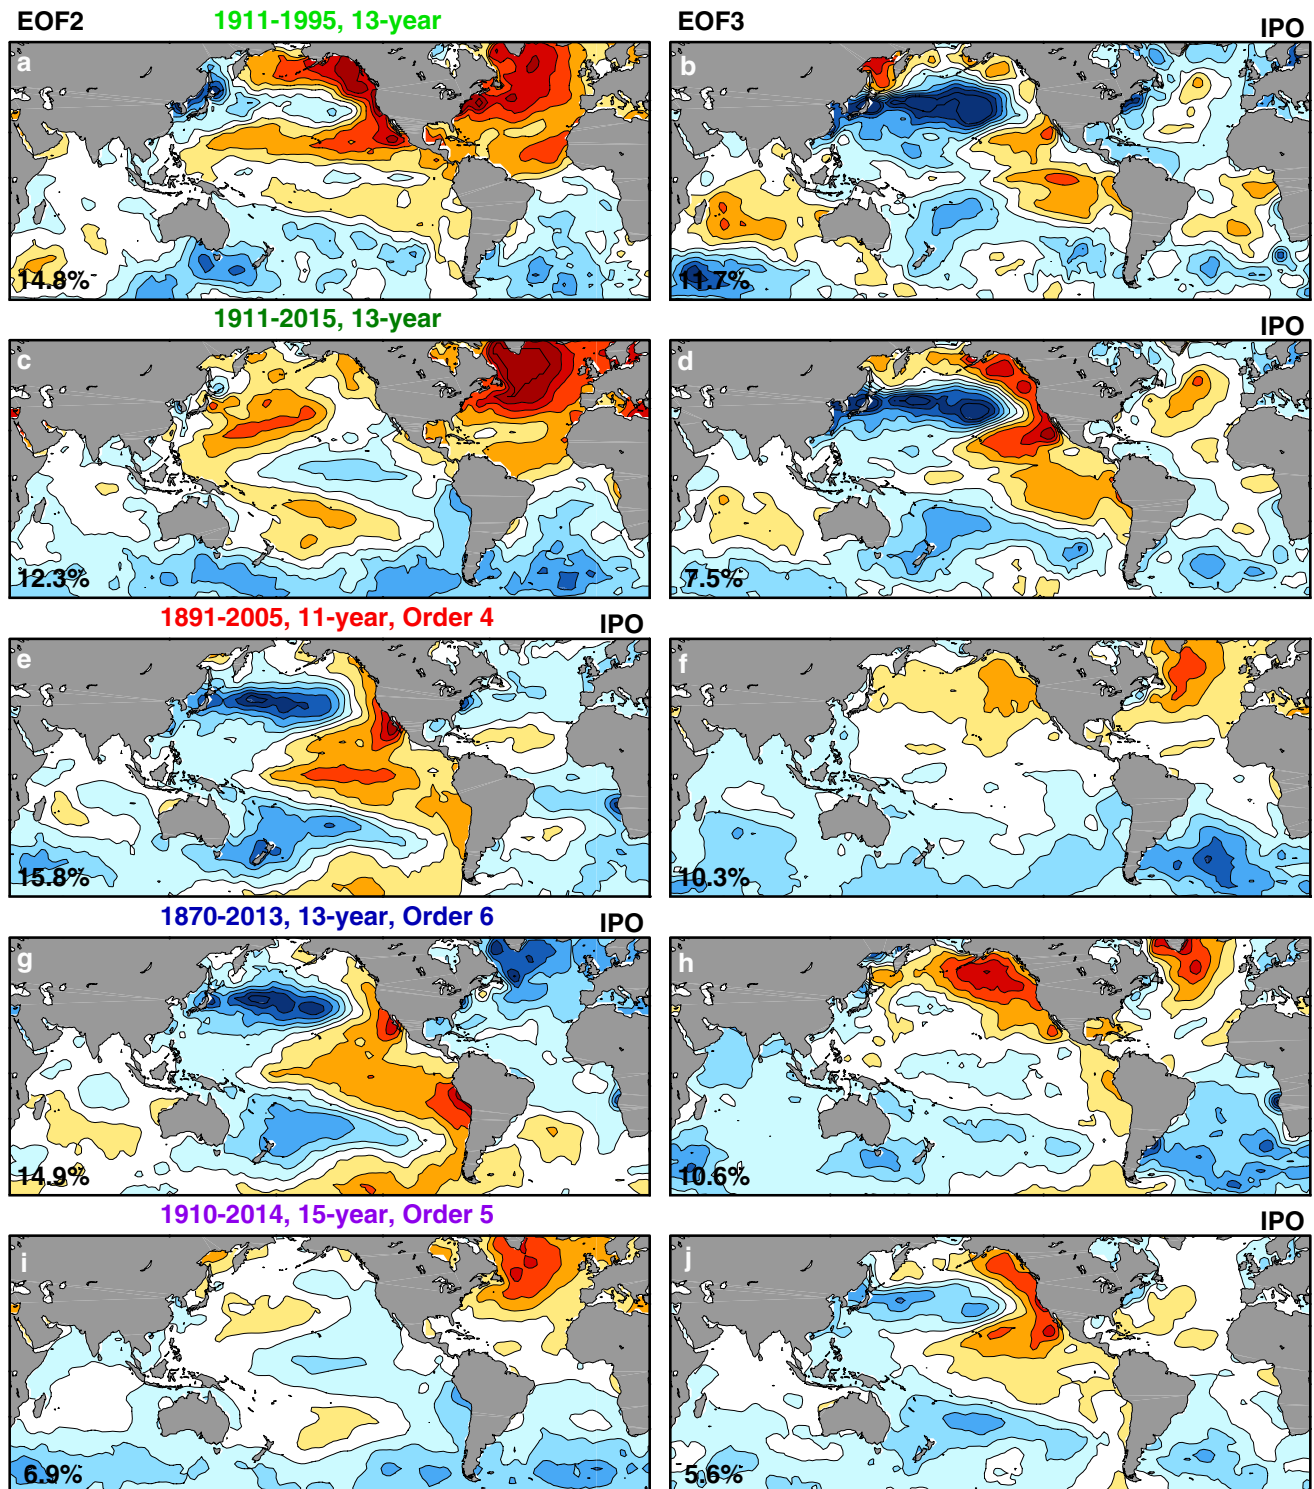 EOF2 1911-1995, 13-year EOF3 IPO
a b
14.8% 11.7%
1911-2015, 13-year IPO
c d
12.3% 7.5%
1891-2005, 11-year, Order 4 IPO
e f
15.8% 10.3%
1870-2013, 13-year, Order 6 IPO
g h
14.9% 10.6%
1910-2014, 15-year, Order 5 IPO
i j
6.9% 5.6%